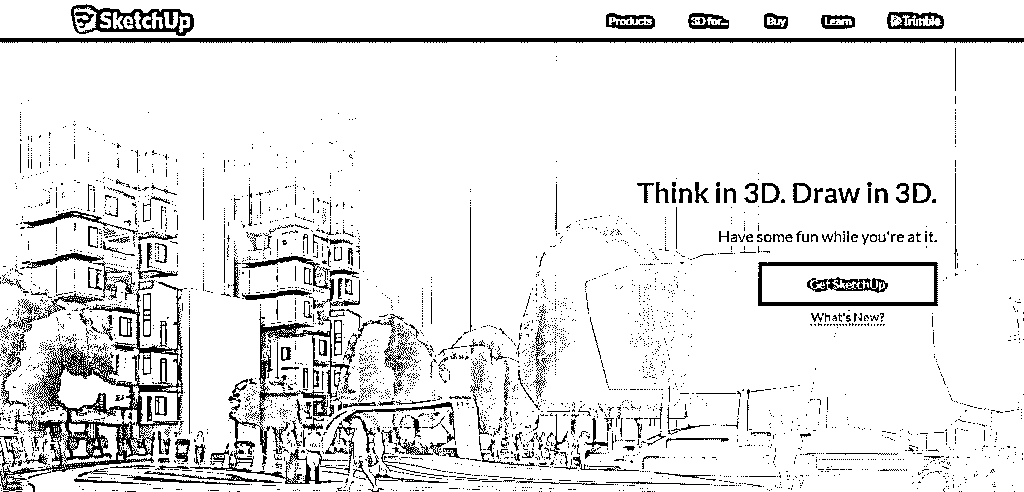 SketchUp
Products 3D for... Buy Learn Trimble
Think in 3D. Draw in 3D.
Have some fun while you're at it.
Get SketchUp
What's New?